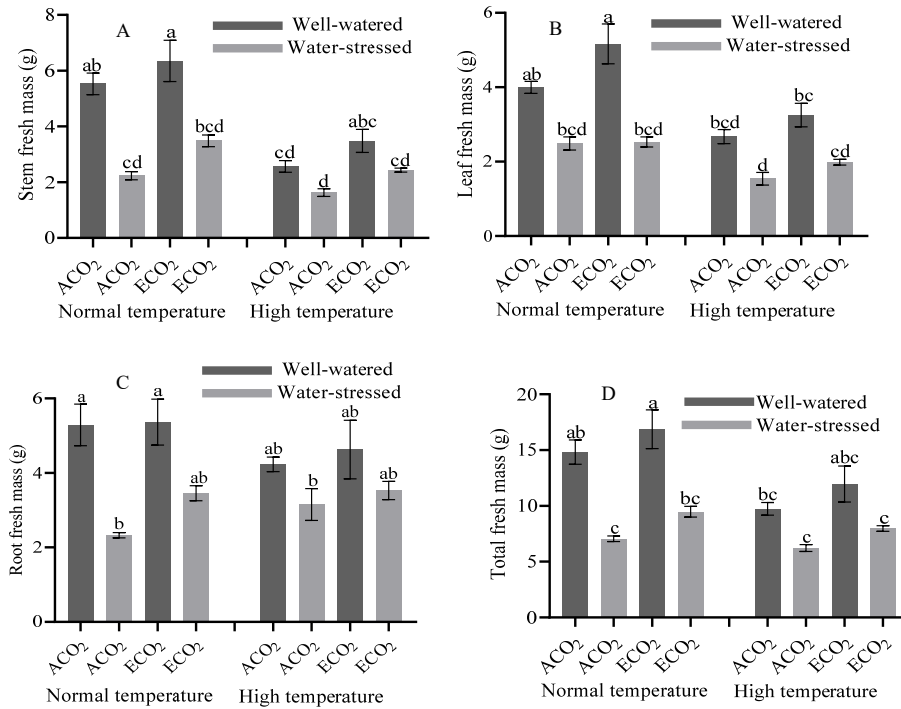 A
Well-watered
Water-stressed
Stem fresh mass (g)
8
6
4
2
0
ab
cd
a
bcd
cd
d
abc
cd
ACO₂ ACO₂ ECO₂ ECO₂ ACO₂ ACO₂ ECO₂ ECO₂
Normal temperature High temperature
B
Well-watered
Water-stressed
Leaf fresh mass (g)
6
4
2
0
ab
bcd
a
bcd
bcd
d
bc
cd
ACO₂ ACO₂ ECO₂ ECO₂ ACO₂ ACO₂ ECO₂ ECO₂
Normal temperature High temperature
C
Well-watered
Water-stressed
Root fresh mass (g)
6
4
2
0
a
b
a
ab
ab
b
ab
ab
ACO₂ ACO₂ ECO₂ ECO₂ ACO₂ ACO₂ ECO₂ ECO₂
Normal temperature High temperature
D
Well-watered
Water-stressed
Total fresh mass (g)
20
15
10
5
0
ab
c
a
bc
bc
c
abc
c
ACO₂ ACO₂ ECO₂ ECO₂ ACO₂ ACO₂ ECO₂ ECO₂
Normal temperature High temperature